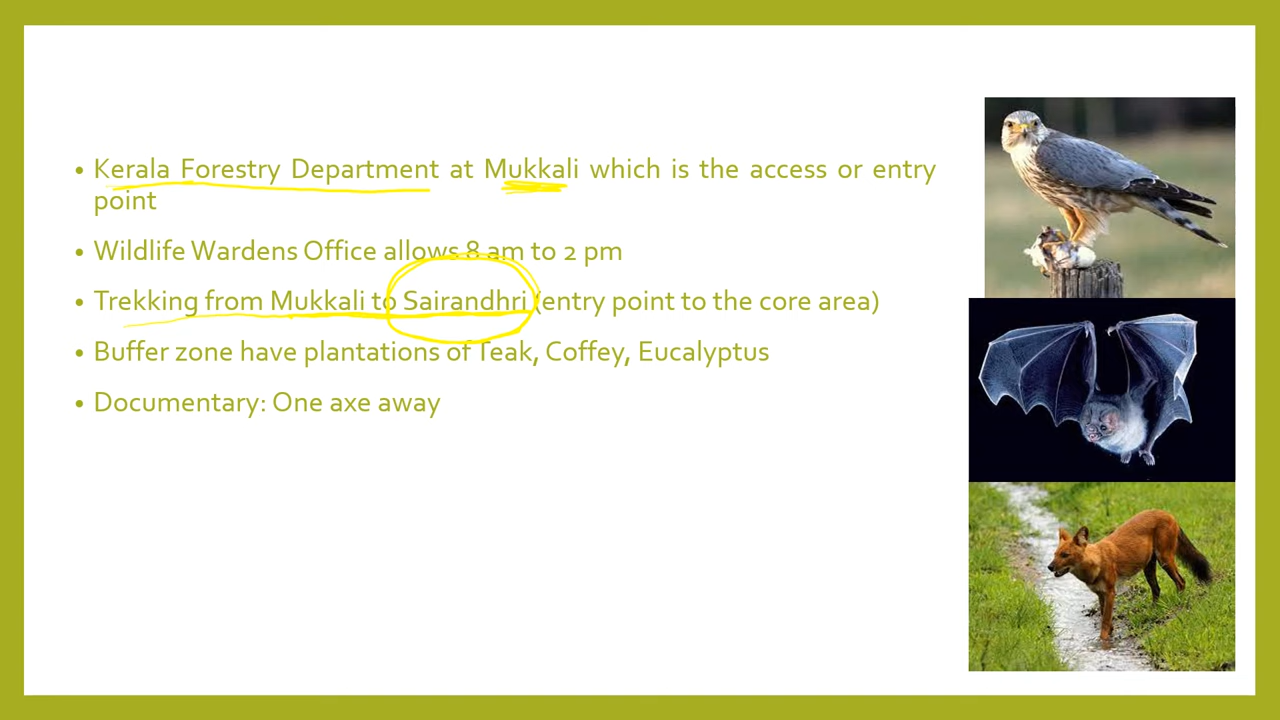 • Kerala Forestry Department at Mukkali which is the access or entry
point
• Wildlife Wardens Office allows 8 am to 2 pm
• Trekking from Mukkali to Sairandhri (entry point to the core area)
• Buffer zone have plantations of Teak, Coffey, Eucalyptus
• Documentary: One axe away